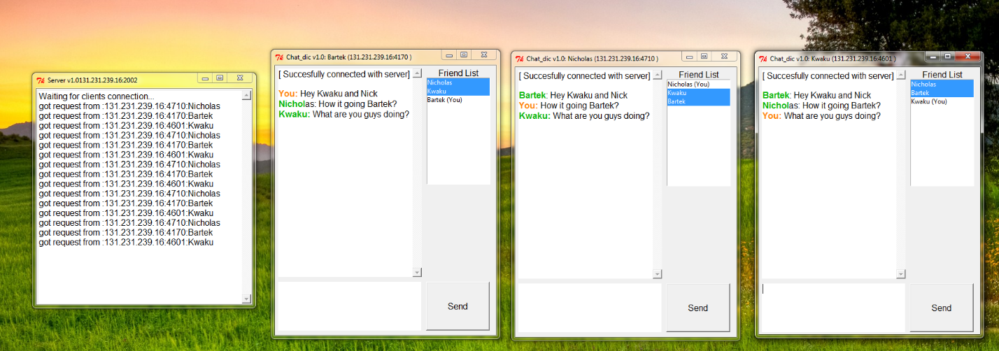 Server v1.0131.231.239.16:2002
Waiting for clients connection...
got request from :131.231.239.16:4710:Nicholas
got request from :131.231.239.16:4170:Bartek
got request from :131.231.239.16:4601:Kwaku
got request from :131.231.239.16:4710:Nicholas
got request from :131.231.239.16:4170:Bartek
got request from :131.231.239.16:4601:Kwaku
got request from :131.231.239.16:4710:Nicholas
got request from :131.231.239.16:4170:Bartek
got request from :131.231.239.16:4601:Kwaku
got request from :131.231.239.16:4710:Nicholas
got request from :131.231.239.16:4170:Bartek
got request from :131.231.239.16:4601:Kwaku
got request from :131.231.239.16:4710:Nicholas
got request from :131.231.239.16:4170:Bartek
got request from :131.231.239.16:4601:Kwaku
Chat_dic v1.0: Bartek (131.231.239.16:4170 )
[ Succesfully connected with server]
You: Hey Kwaku and Nick
Nicholas: How it going Bartek?
Kwaku: What are you guys doing?
Friend List
Nicholas
Kwaku
Bartek (You)
Send
Chat_dic v1.0: Nicholas (131.231.239.16:4710 )
[ Succesfully connected with server]
Bartek: Hey Kwaku and Nick
You: How it going Bartek?
Kwaku: What are you guys doing?
Friend List
Nicholas (You)
Kwaku
Bartek
Send
Chat_dic v1.0: Kwaku (131.231.239.16:4601 )
[ Succesfully connected with server]
Bartek: Hey Kwaku and Nick
Nicholas: How it going Bartek?
You: What are you guys doing?
Friend List
Nicholas
Bartek
Kwaku (You)
Send